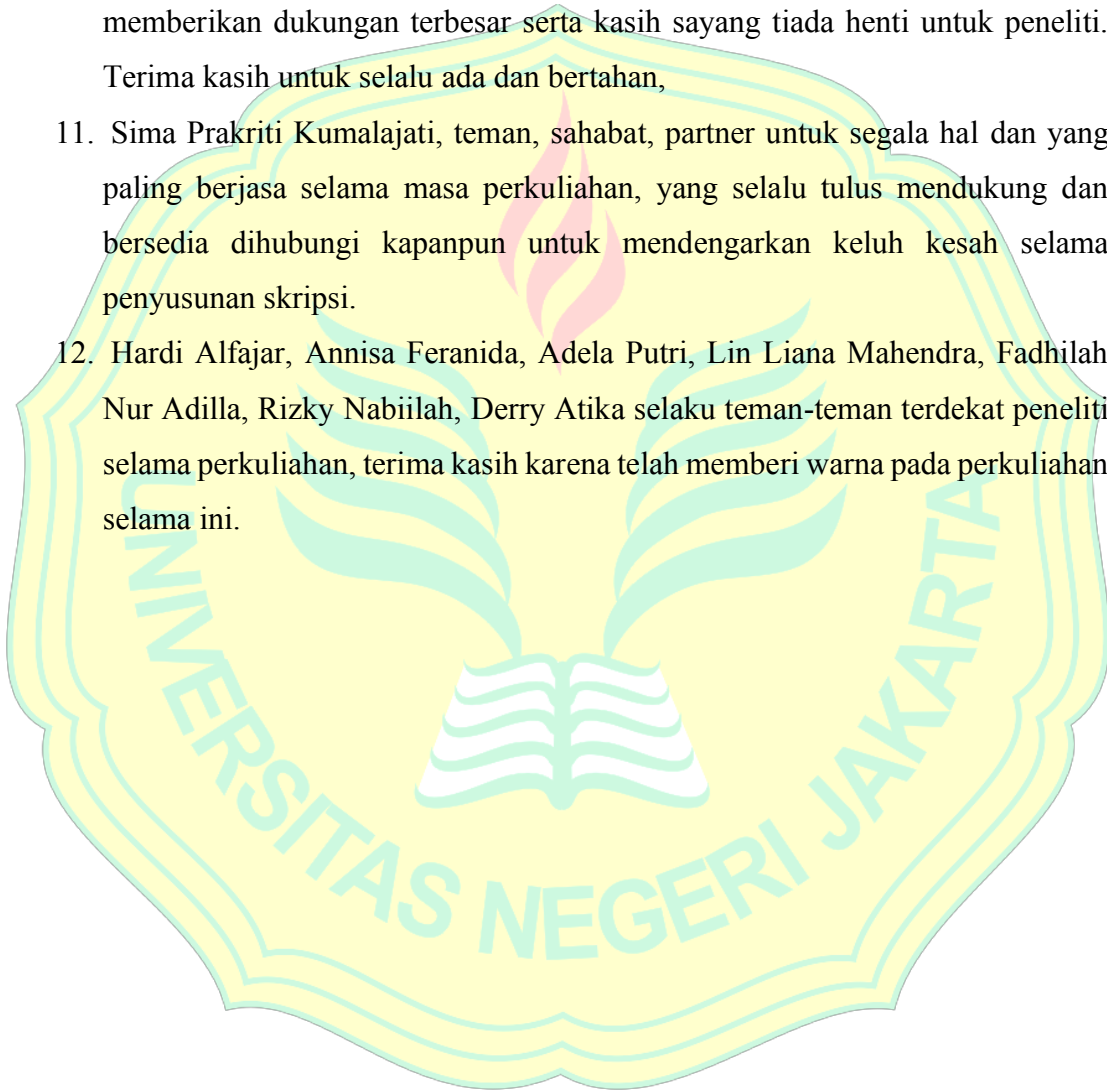 memberikan dukungan terbesar serta kasih sayang tiada henti untuk peneliti.
Terima kasih untuk selalu ada dan bertahan,
11. Sima Prakriti Kumalajati, teman, sahabat, partner untuk segala hal dan yang
paling berjasa selama masa perkuliahan, yang selalu tulus mendukung dan
bersedia dihubungi kapanpun untuk mendengarkan keluh kesah selama
penyusunan skripsi.
12. Hardi Alfajar, Annisa Feranida, Adela Putri, Lin Liana Mahendra, Fadhilah
Nur Adilla, Rizky Nabiilah, Derry Atika selaku teman-teman terdekat peneliti
selama perkuliahan, terima kasih karena telah memberi warna pada perkuliahan
selama ini.
UNIVERSITAS NEGERI JAKARTA